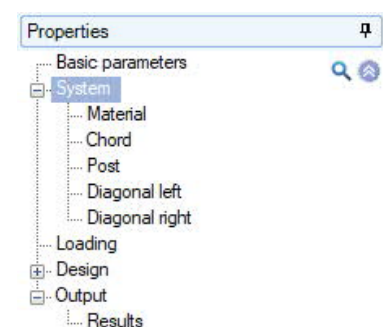 Properties
Basic parameters
System
Material
Chord
Post
Diagonal left
Diagonal right
Loading
Design
Output
Results